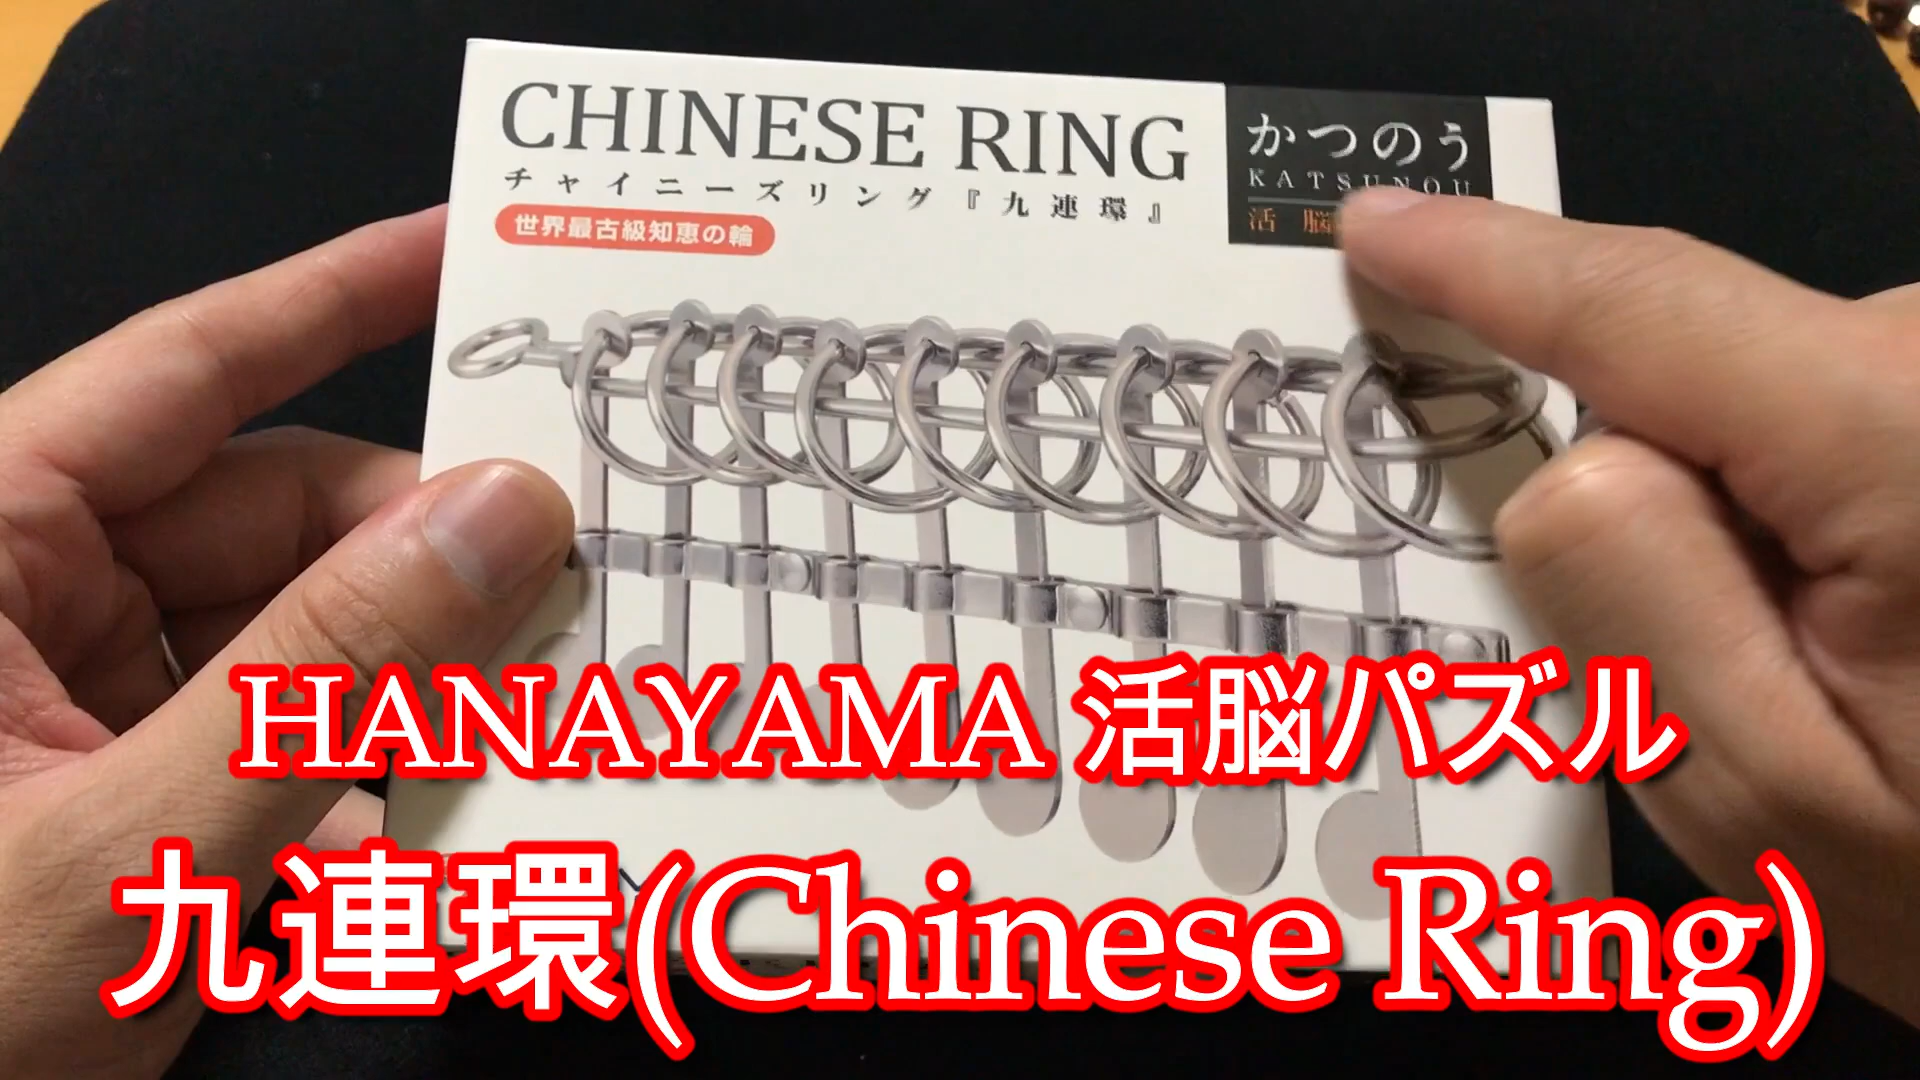 CHINESE RING
チャイニーズリング『九連環』
世界最古級知恵の輪
かつのう
KATSUNOU
活脳
HANAYAMA 活脳パズル
九連環(Chinese Ring)